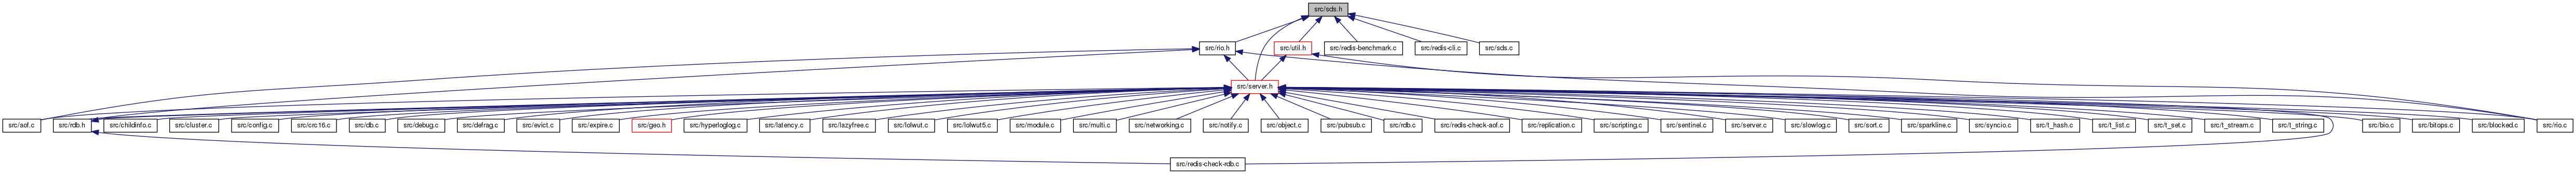 src/sds.h
src/rio.h
src/util.h
src/redis-benchmark.c
src/redis-cli.c
src/sds.c
src/server.h
src/aof.c
src/rdb.h
src/childinfo.c
src/cluster.c
src/config.c
src/crc16.c
src/db.c
src/debug.c
src/defrag.c
src/evict.c
src/expire.c
src/geo.h
src/hyperloglog.c
src/latency.c
src/lazyfree.c
src/lolwut.c
src/lolwut5.c
src/module.c
src/multi.c
src/networking.c
src/notify.c
src/object.c
src/pubsub.c
src/rdb.c
src/redis-check-aof.c
src/replication.c
src/scripting.c
src/sentinel.c
src/server.c
src/slowlog.c
src/sort.c
src/sparkline.c
src/syncio.c
src/t_hash.c
src/t_list.c
src/t_set.c
src/t_stream.c
src/t_string.c
src/bio.c
src/bitops.c
src/blocked.c
src/rio.c
src/redis-check-rdb.c